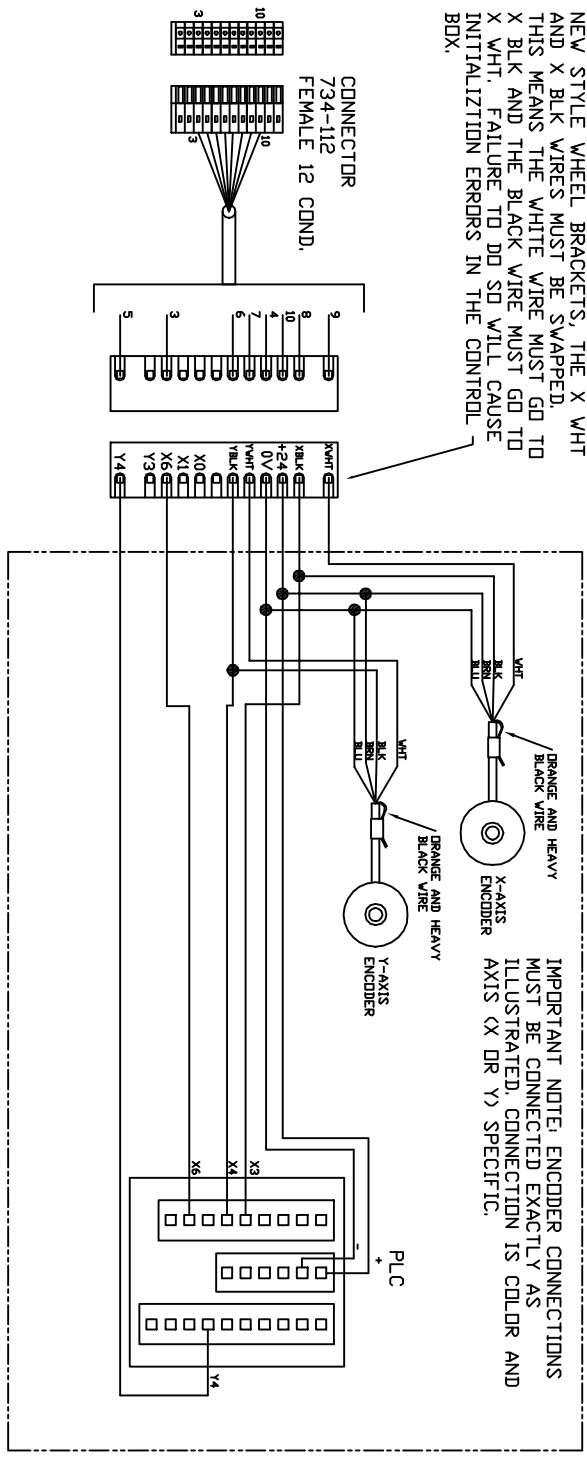 NEW STYLE WHEEL BRACKETS, THE X WHT
AND X BLK WIRES MUST BE SWAPPED.
THIS MEANS THE WHITE WIRE MUST GO TO
X BLK AND THE BLACK WIRE MUST GO TO
X WHT. FAILURE TO DO SO WILL CAUSE
INITIALIZTION ERRORS IN THE CONTROL
BOX.
CONNECTOR
734-112
FEMALE 12 COND.
3
10
3
10
9
8
10
4
7
6
3
5
XWHT
XBLK
+24
0V
YWHT
YBLK
X0
X1
X6
Y3
Y4
WHT
BLK
BRN
BLU
ORANGE AND HEAVY
BLACK WIRE
X-AXIS
ENCODER
WHT
BLK
BRN
BLU
ORANGE AND HEAVY
BLACK WIRE
Y-AXIS
ENCODER
IMPORTANT NOTE: ENCODER CONNECTIONS
MUST BE CONNECTED EXACTLY AS
ILLUSTRATED. CONNECTION IS COLOR AND
AXIS (X OR Y) SPECIFIC.
PLC
+
-
X3
X4
X6
Y4